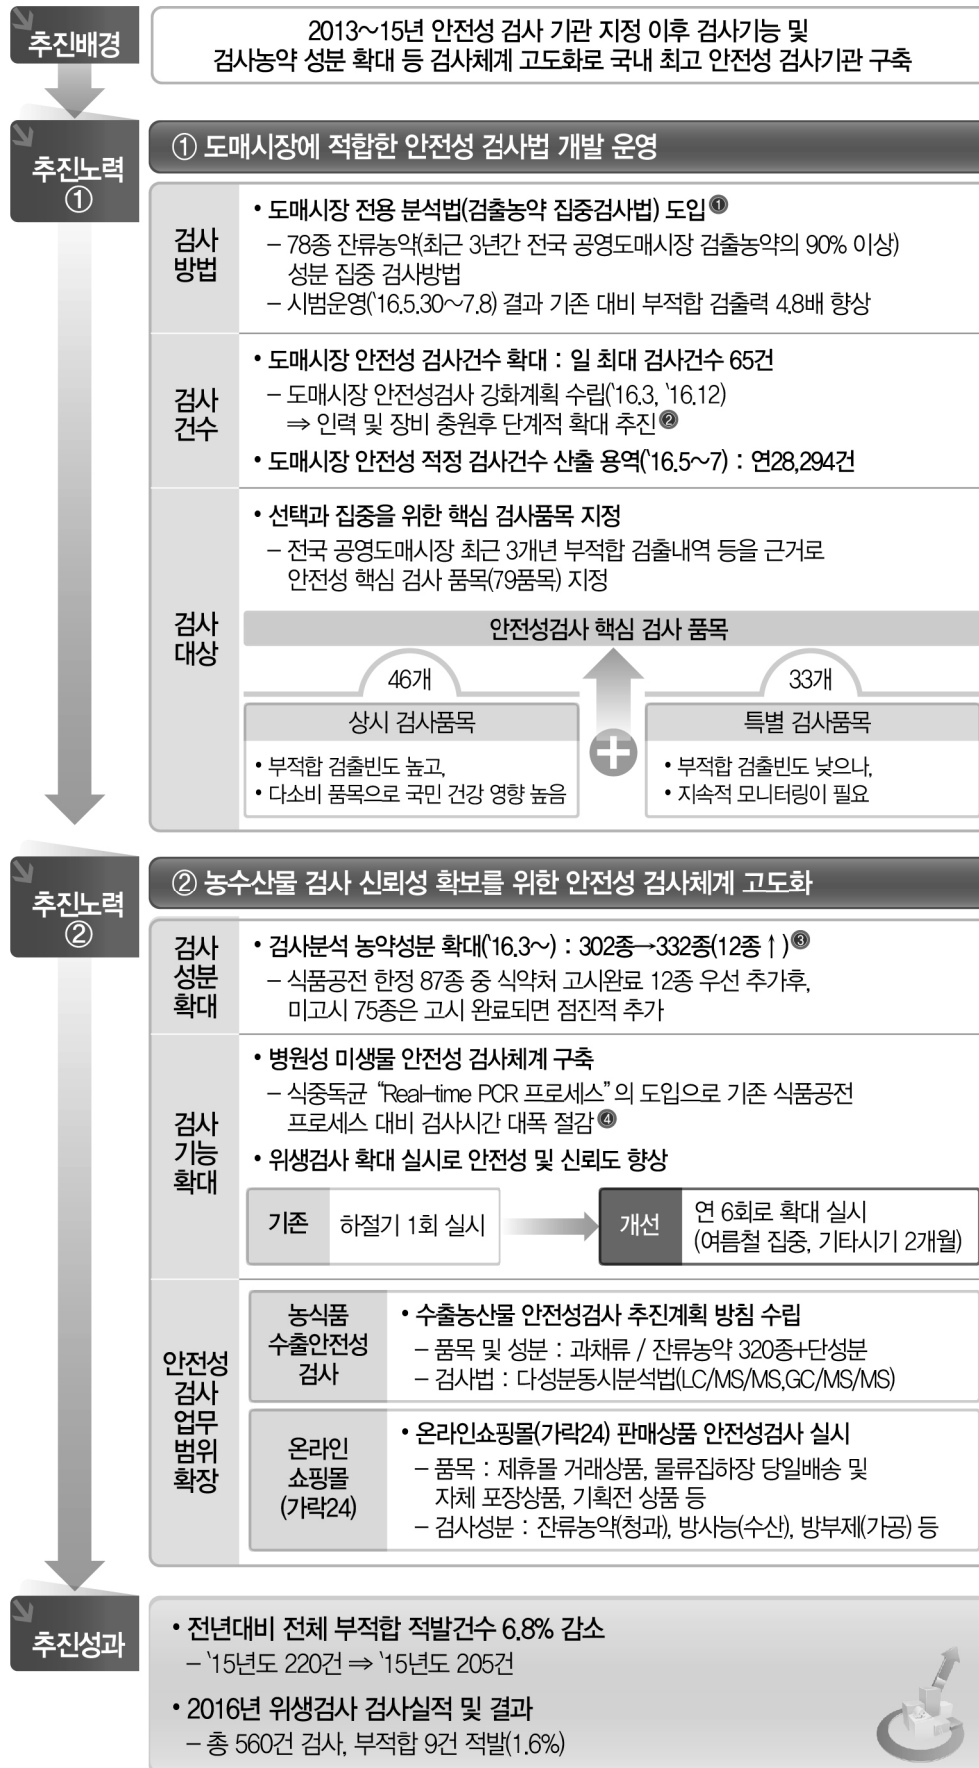 추진배경
2013~15년 안전성 검사 기관 지정 이후 검사기능 및
검사농약 성분 확대 등 검사체계 고도화로 국내 최고 안전성 검사기관 구축
추진노력
①
① 도매시장에 적합한 안전성 검사법 개발 운영
검사
방법
• 도매시장 전용 분석법(검출농약 집중검사법) 도입❶
– 78종 잔류농약(최근 3년간 전국 공영도매시장 검출농약의 90% 이상)
성분 집중 검사방법
– 시범운영(‵16.5.30~7.8) 결과 기존 대비 부적합 검출력 4.8배 향상
검사
건수
• 도매시장 안전성 검사건수 확대 : 일 최대 검사건수 65건
– 도매시장 안전성검사 강화계획 수립(‵16.3, ‵16.12)
⇒ 인력 및 장비 충원후 단계적 확대 추진❷
• 도매시장 안전성 적정 검사건수 산출 용역(‵16.5~7) : 연28,294건
검사
대상
• 선택과 집중을 위한 핵심 검사품목 지정
– 전국 공영도매시장 최근 3개년 부적합 검출내역 등을 근거로
안전성 핵심 검사 품목(79품목) 지정
안전성검사 핵심 검사 품목
46개
상시 검사품목
• 부적합 검출빈도 높고,
• 다소비 품목으로 국민 건강 영향 높음
33개
특별 검사품목
• 부적합 검출빈도 낮으나,
• 지속적 모니터링이 필요
추진노력
②
② 농수산물 검사 신뢰성 확보를 위한 안전성 검사체계 고도화
검사
성분
확대
• 검사분석 농약성분 확대(‵16.3~) : 302종→332종(12종↑)❸
– 식품공전 한정 87종 중 식약처 고시완료 12종 우선 추가후,
미고시 75종은 고시 완료되면 점진적 추가
검사
기능
확대
• 병원성 미생물 안전성 검사체계 구축
– 식중독균 “Real-time PCR 프로세스”의 도입으로 기존 식품공전
프로세스 대비 검사시간 대폭 절감❹
• 위생검사 확대 실시로 안전성 및 신뢰도 향상
기존 하절기 1회 실시
개선 연 6회로 확대 실시
(여름철 집중, 기타시기 2개월)
안전성
검사
업무
범위
확장
농식품
수출안전성
검사
• 수출농산물 안전성검사 추진계획 방침 수립
– 품목 및 성분 : 과채류 / 잔류농약 320종+단성분
– 검사법 : 다성분동시분석법(LC/MS/MS,GC/MS/MS)
온라인
쇼핑몰
(가락24)
• 온라인쇼핑몰(가락24) 판매상품 안전성검사 실시
– 품목 : 제휴몰 거래상품, 물류집하장 당일배송 및
자체 포장상품, 기획전 상품 등
– 검사성분 : 잔류농약(청과), 방사능(수산), 방부제(가공) 등
추진성과
• 전년대비 전체 부적합 적발건수 6.8% 감소
– ‵15년도 220건 ⇒ ‵15년도 205건
• 2016년 위생검사 검사실적 및 결과
– 총 560건 검사, 부적합 9건 적발(1.6%)